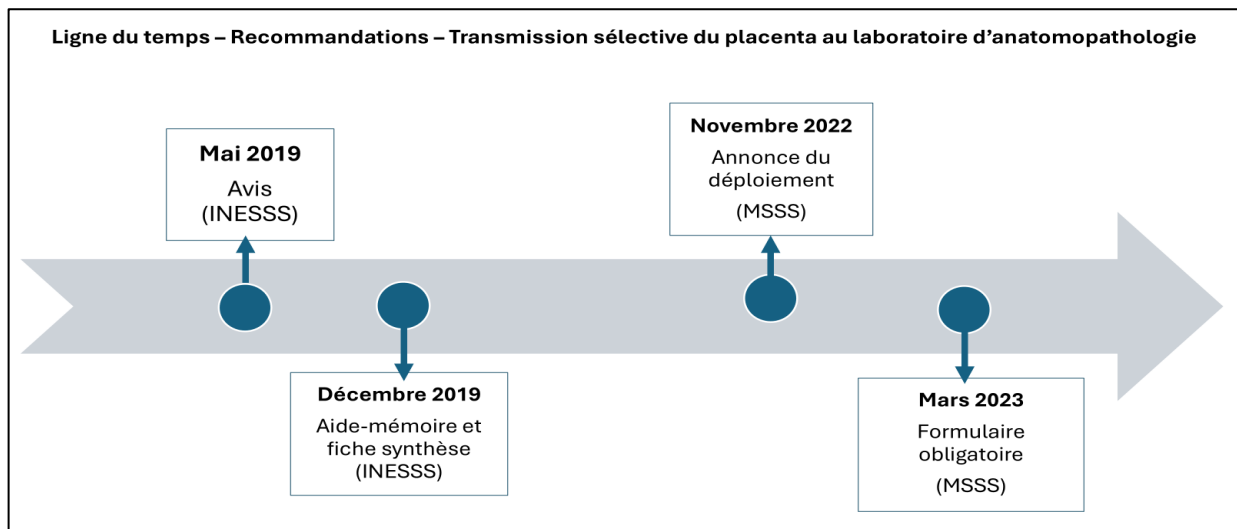 Ligne du temps – Recommandations – Transmission sélective du placenta au laboratoire d’anatomopathologie
Mai 2019
Avis
(INESSS)
Décembre 2019
Aide-mémoire et
fiche synthèse
(INESSS)
Novembre 2022
Annonce du
déploiement
(MSSS)
Mars 2023
Formulaire
obligatoire
(MSSS)